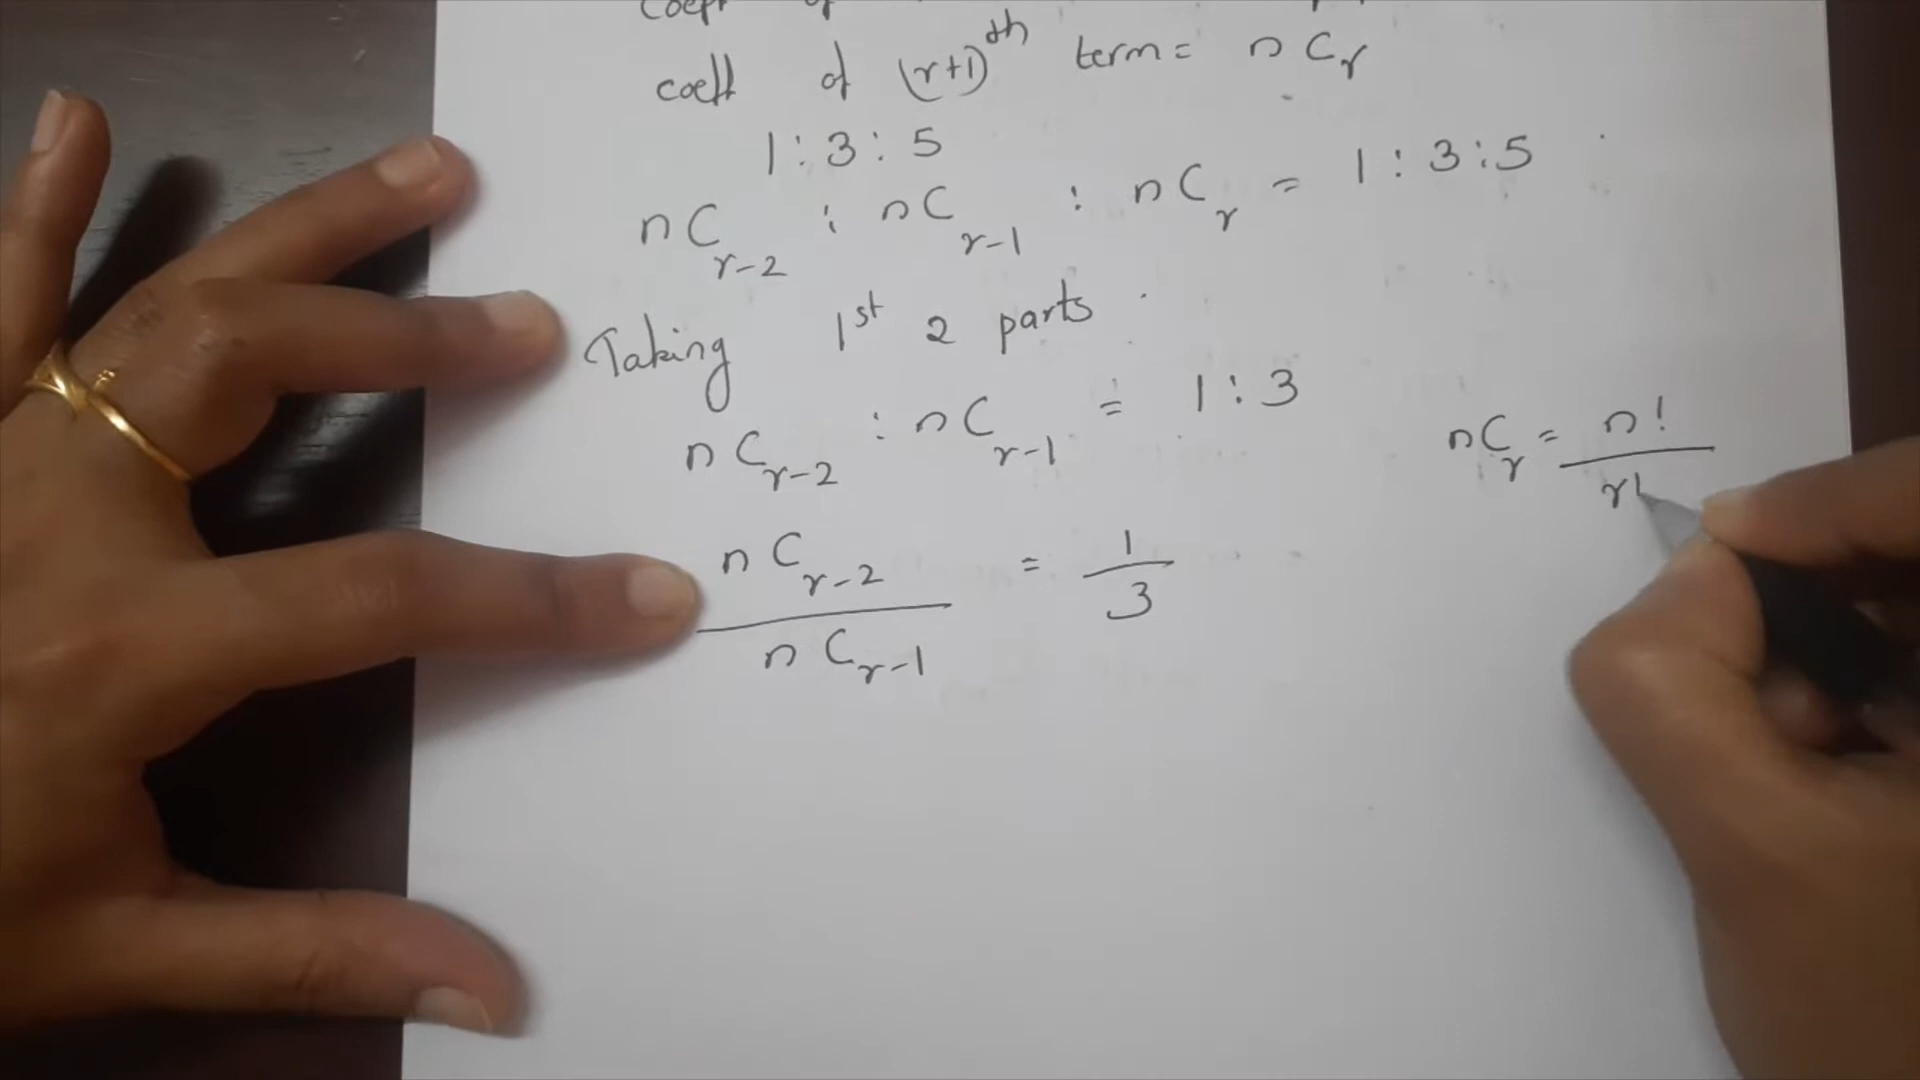 coeff of (r+1)th term = nCr
1 : 3 : 5
nCr-2 : nCr-1 : nCr = 1 : 3 : 5
Taking 1st 2 parts
nCr-2 : nCr-1 = 1 : 3
nCr = n! / r!
nCr-2 / nCr-1 = 1 / 3